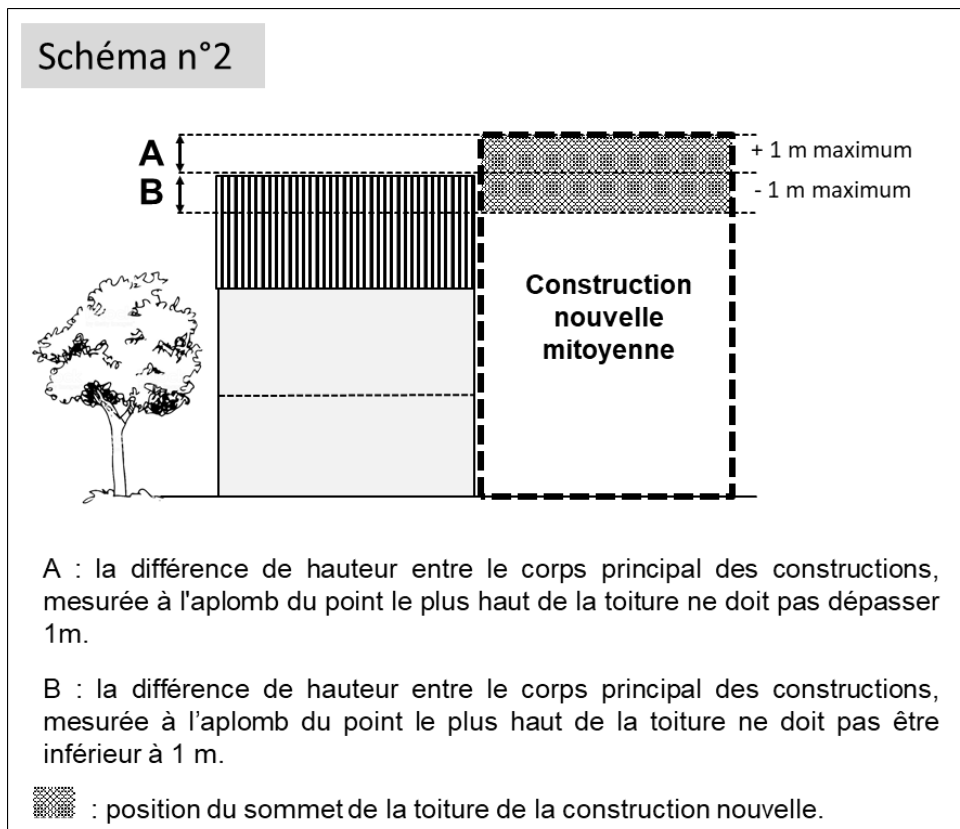 Schéma n°2
A
+ 1 m maximum
B
- 1 m maximum
Construction
nouvelle
mitoyenne
A : la différence de hauteur entre le corps principal des constructions,
mesurée à l'aplomb du point le plus haut de la toiture ne doit pas dépasser
1m.
B : la différence de hauteur entre le corps principal des constructions,
mesurée à l’aplomb du point le plus haut de la toiture ne doit pas être
inférieur à 1 m.
: position du sommet de la toiture de la construction nouvelle.